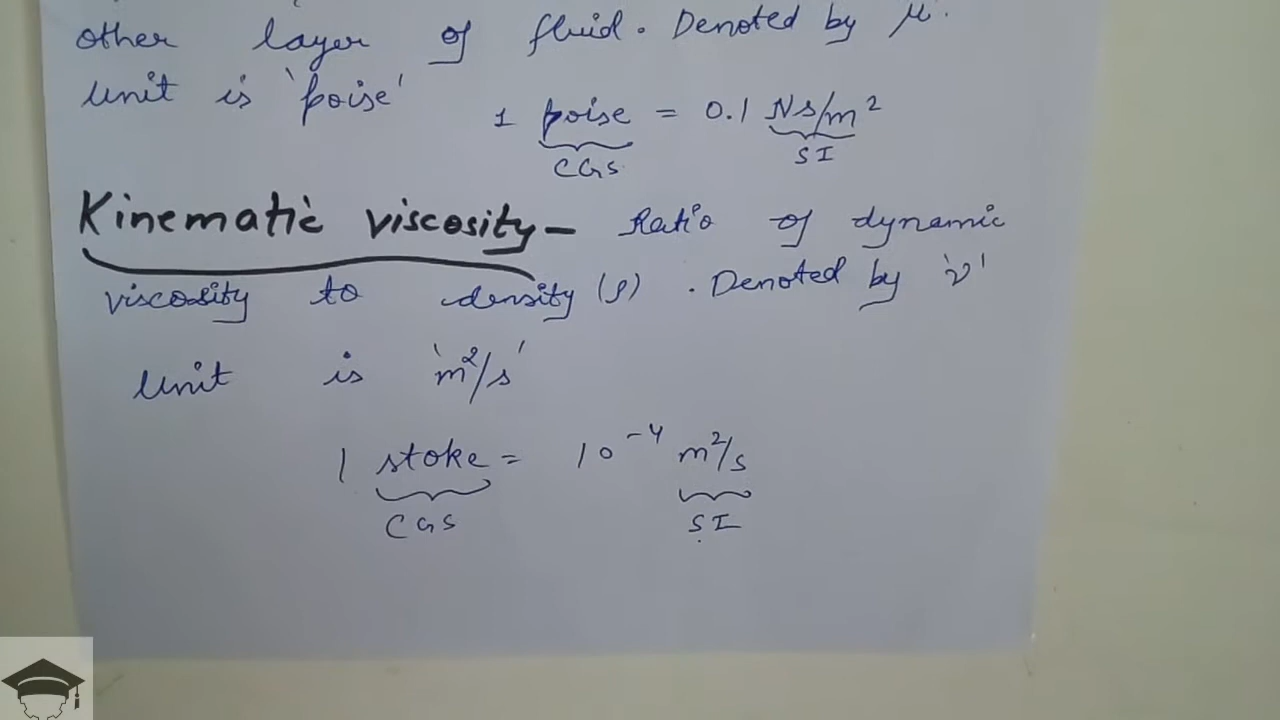 other layer of fluid. Denoted by μ.
Unit is 'poise'
1 poise = 0.1 Ns/m²
CGS SI
Kinematic viscosity - Ratio of dynamic
viscosity to density (ρ). Denoted by 'ν'
Unit is 'm²/s'
1 stoke = 10⁻⁴ m²/s
CGS SI